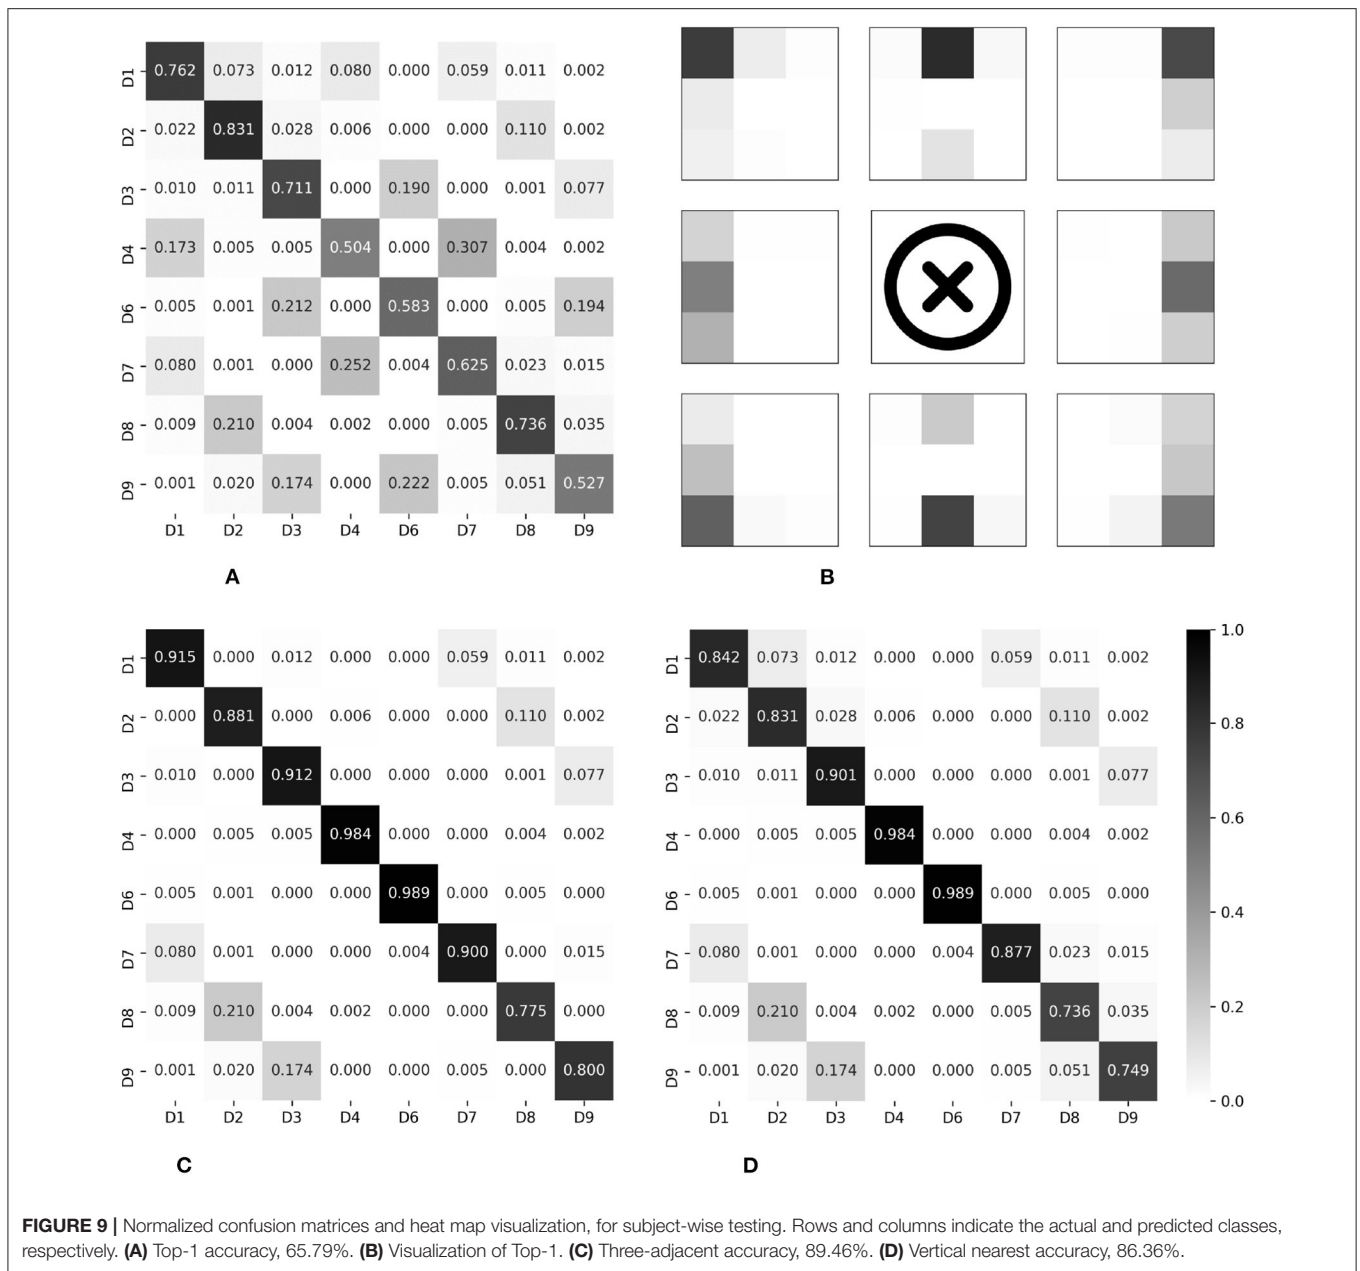 D1 0.762 0.073 0.012 0.080 0.000 0.059 0.011 0.002
D2 0.022 0.831 0.028 0.006 0.000 0.000 0.110 0.002
D3 0.010 0.011 0.711 0.000 0.190 0.000 0.001 0.077
D4 0.173 0.005 0.005 0.504 0.000 0.307 0.004 0.002
D6 0.005 0.001 0.212 0.000 0.583 0.000 0.005 0.194
D7 0.080 0.001 0.000 0.252 0.004 0.625 0.023 0.015
D8 0.009 0.210 0.004 0.002 0.000 0.005 0.736 0.035
D9 0.001 0.020 0.174 0.000 0.222 0.005 0.051 0.527
D1 D2 D3 D4 D6 D7 D8 D9
A
B
D1 0.915 0.000 0.012 0.000 0.000 0.059 0.011 0.002
D2 0.000 0.881 0.000 0.006 0.000 0.000 0.110 0.002
D3 0.010 0.000 0.912 0.000 0.000 0.000 0.001 0.077
D4 0.000 0.005 0.005 0.984 0.000 0.000 0.004 0.002
D6 0.005 0.001 0.000 0.000 0.989 0.000 0.005 0.000
D7 0.080 0.001 0.000 0.000 0.004 0.900 0.000 0.015
D8 0.009 0.210 0.004 0.002 0.000 0.005 0.775 0.000
D9 0.001 0.020 0.174 0.000 0.000 0.005 0.000 0.800
D1 D2 D3 D4 D6 D7 D8 D9
C
D1 0.842 0.073 0.012 0.000 0.000 0.059 0.011 0.002
D2 0.022 0.831 0.028 0.006 0.000 0.000 0.110 0.002
D3 0.010 0.011 0.901 0.000 0.000 0.000 0.001 0.077
D4 0.000 0.005 0.005 0.984 0.000 0.000 0.004 0.002
D6 0.005 0.001 0.000 0.000 0.989 0.000 0.005 0.000
D7 0.080 0.001 0.000 0.000 0.004 0.877 0.023 0.015
D8 0.009 0.210 0.004 0.002 0.000 0.005 0.736 0.035
D9 0.001 0.020 0.174 0.000 0.000 0.005 0.051 0.749
D1 D2 D3 D4 D6 D7 D8 D9
D
1.0
0.8
0.6
0.4
0.2
0.0
FIGURE 9 | Normalized confusion matrices and heat map visualization, for subject-wise testing. Rows and columns indicate the actual and predicted classes,
respectively. (A) Top-1 accuracy, 65.79%. (B) Visualization of Top-1. (C) Three-adjacent accuracy, 89.46%. (D) Vertical nearest accuracy, 86.36%.